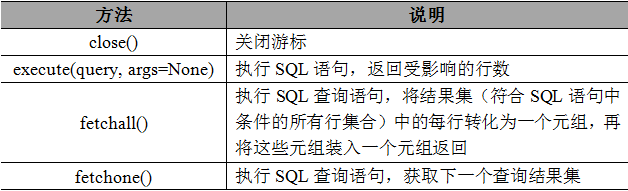 方法 说明
close() 关闭游标
execute(query, args=None) 执行 SQL 语句，返回受影响的行数
fetchall() 执行 SQL 查询语句，将结果集（符合 SQL 语句中
条件的所有行集合）中的每行转化为一个元组，再
将这些元组装入一个元组返回
fetchone() 执行 SQL 查询语句，获取下一个查询结果集